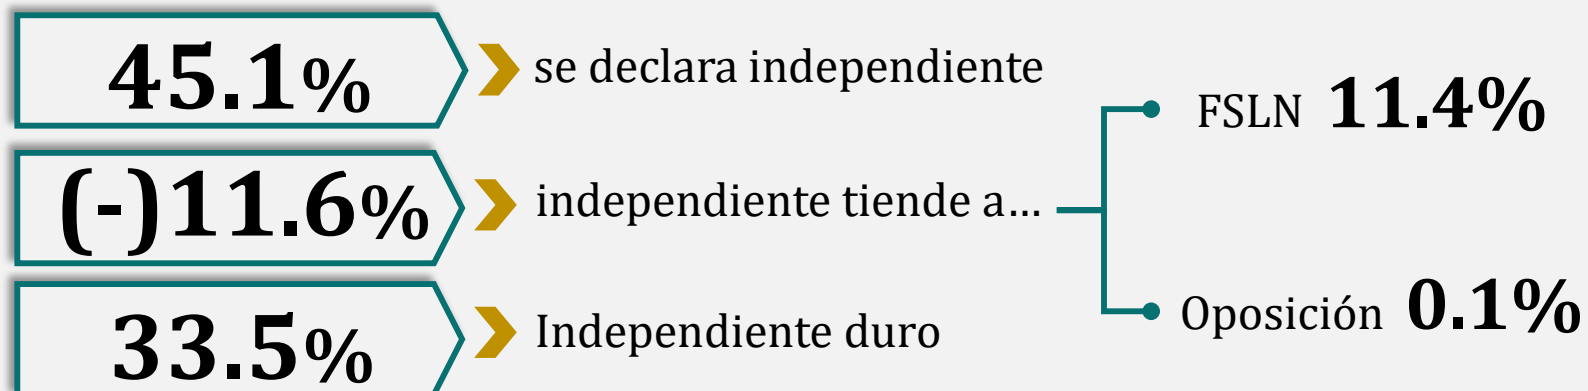 45.1% se declara independiente
(-)11.6% independiente tiende a...
33.5% Independiente duro
FSLN 11.4%
Oposición 0.1%